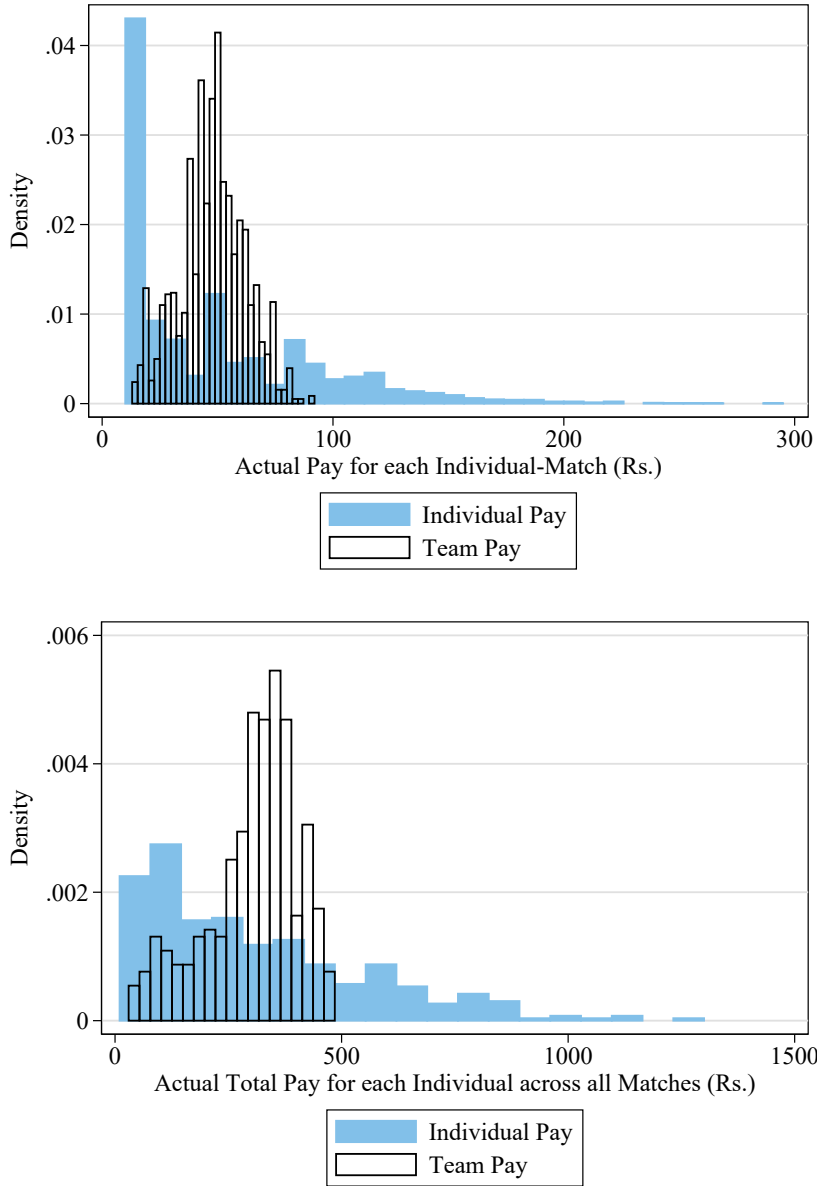 .04
.03
.02
.01
0
Density
0 100 200 300
Actual Pay for each Individual-Match (Rs.)
Individual Pay
Team Pay
.006
.004
.002
0
Density
0 500 1000 1500
Actual Total Pay for each Individual across all Matches (Rs.)
Individual Pay
Team Pay